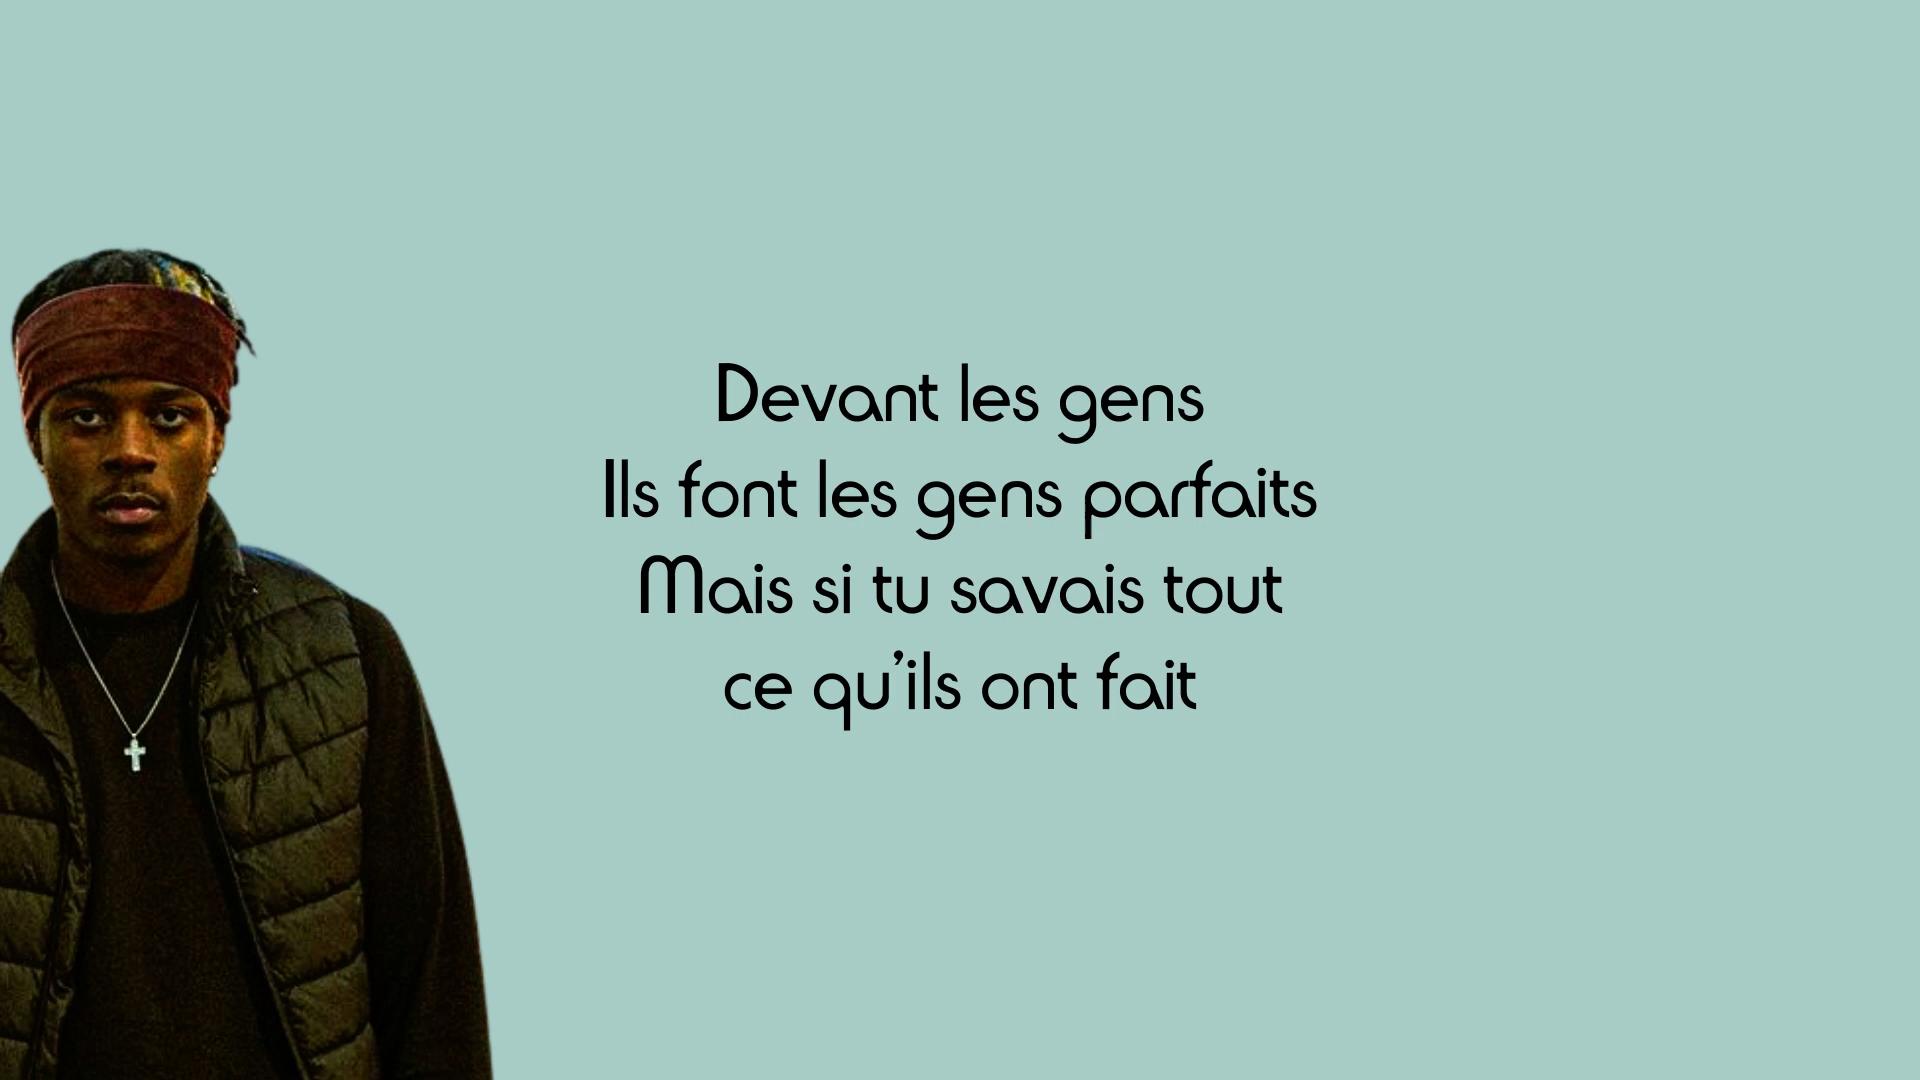 Devant les gens
Ils font les gens parfaits
Mais si tu savais tout
ce qu’ils ont fait